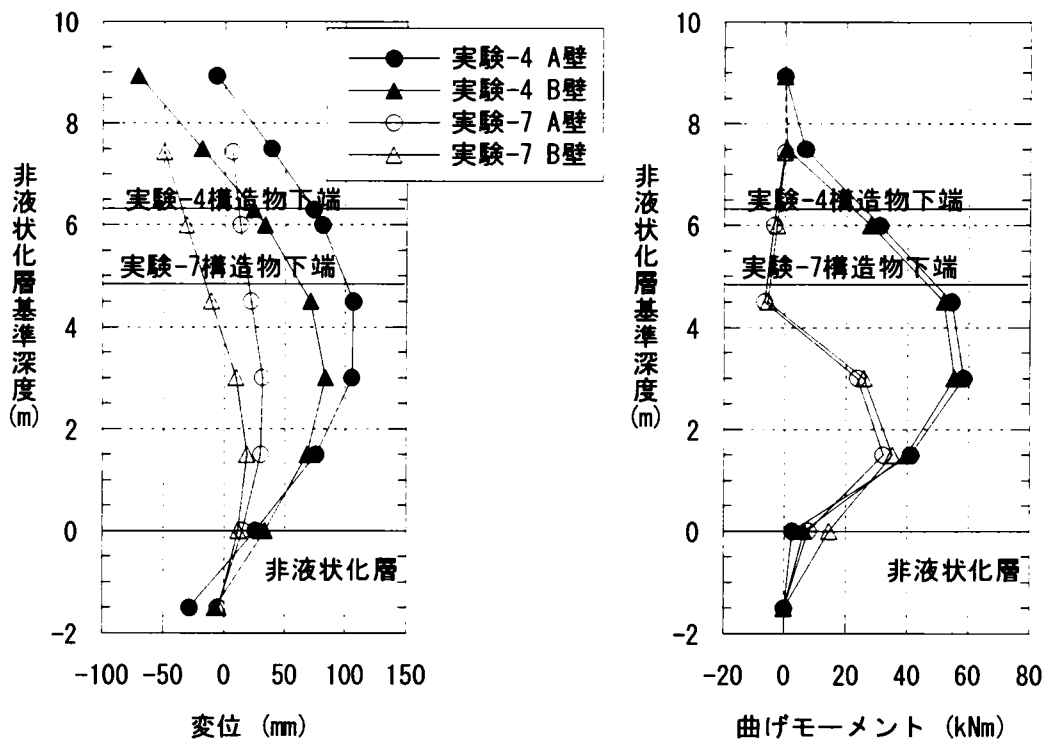 10
8
6
4
2
0
-2
非液状化層基準深度(m)
実験-4 A壁
実験-4 B壁
実験-7 A壁
実験-7 B壁
実験-4構造物下端
実験-7構造物下端
非液状化層
-100 -50 0 50 100 150
変位 (mm)
10
8
6
4
2
0
-2
非液状化層基準深度(m)
実験-4構造物下端
実験-7構造物下端
非液状化層
-20 0 20 40 60 80
曲げモーメント (kNm)